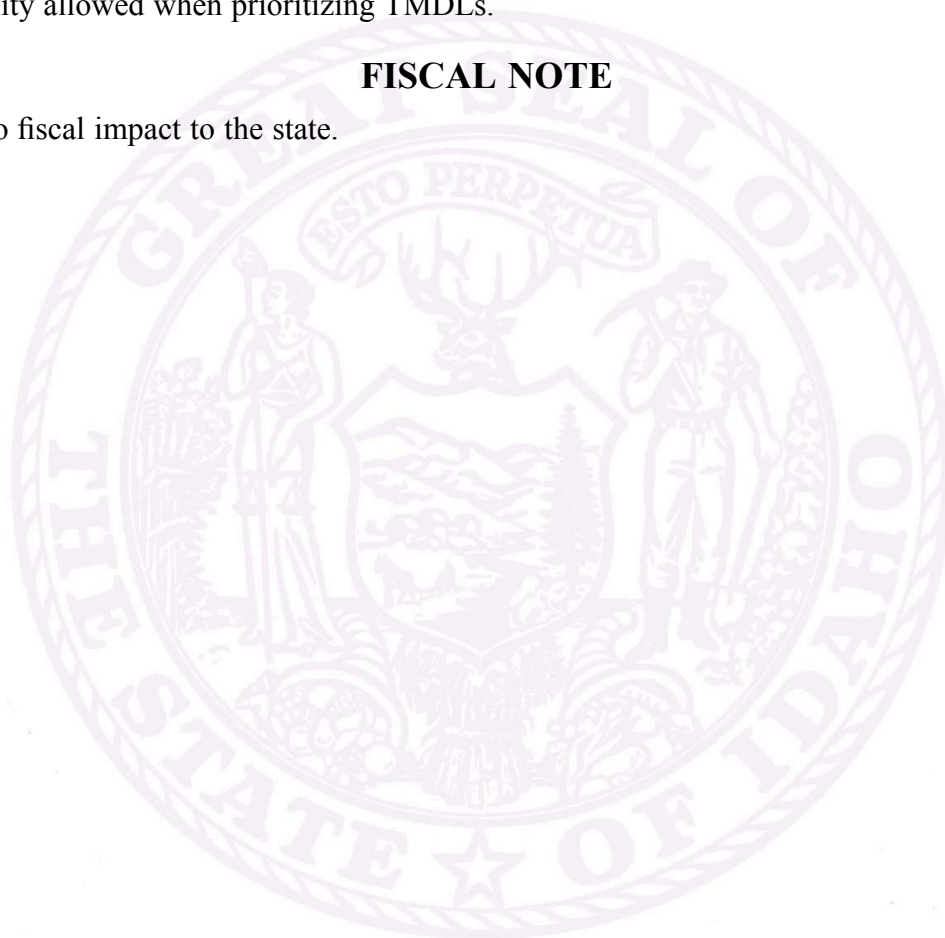 ity allowed when prioritizing TMDLs.
FISCAL NOTE
o fiscal impact to the state.
GREAT SEAL OF
ESTO PERPETUA
THE STATE OF IDAHO